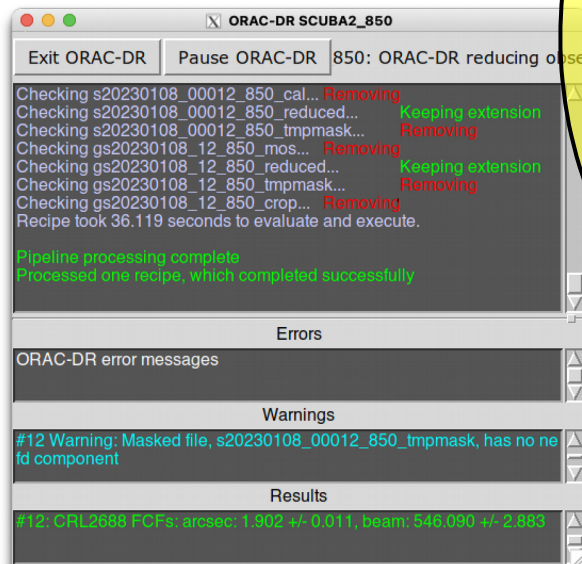 ORAC-DR SCUBA2_850
Exit ORAC-DR Pause ORAC-DR 850: ORAC-DR reducing obse
Checking s20230108_00012_850_cal... Removing
Checking s20230108_00012_850_reduced... Keeping extension
Checking s20230108_00012_850_tmpmask... Removing
Checking gs20230108_12_850_mos... Removing
Checking gs20230108_12_850_reduced... Keeping extension
Checking gs20230108_12_850_tmpmask... Removing
Checking gs20230108_12_850_crop... Removing
Recipe took 36.119 seconds to evaluate and execute.
Pipeline processing complete
Processed one recipe, which completed successfully
Errors
ORAC-DR error messages
Warnings
#12 Warning: Masked file, s20230108_00012_850_tmpmask, has no ne
fd component
Results
#12: CRL2688 FCFs: arcsec: 1.902 +/- 0.011, beam: 546.090 +/- 2.883